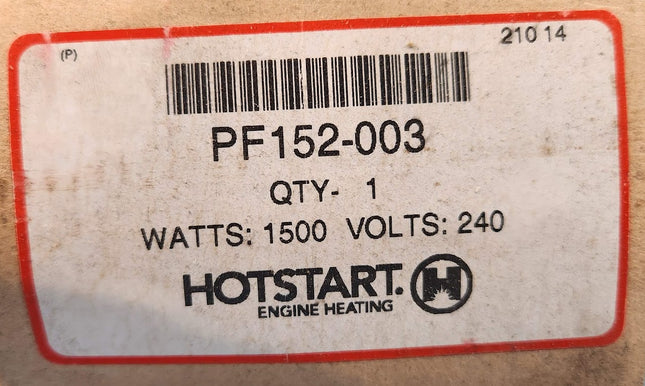 (P)
210 14
PF152-003
QTY- 1
WATTS: 1500 VOLTS: 240
HOTSTART.
ENGINE HEATING